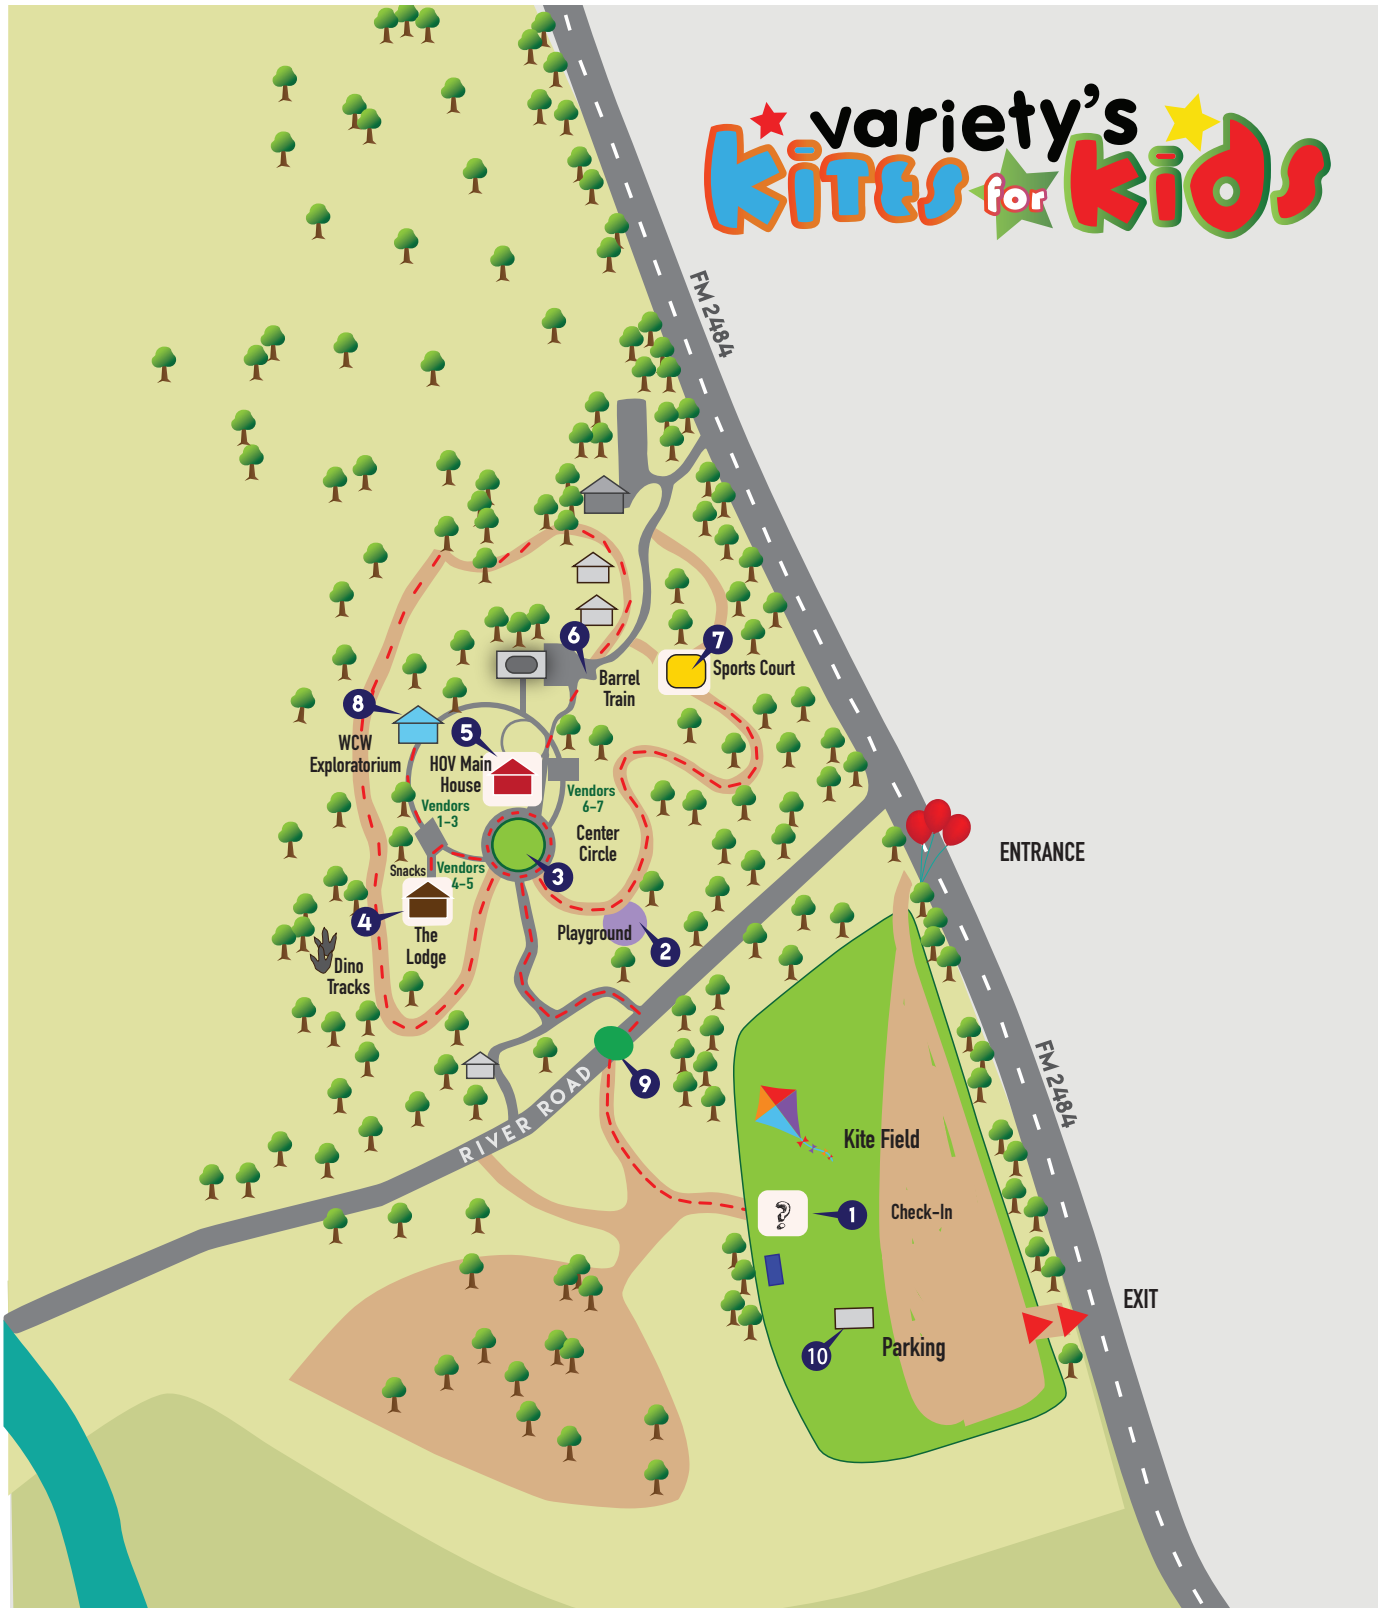 variety's
KiTES for KiDS
FM 2484
6
7
Sports Court
Barrel
Train
8
5
WCW
Exploratorium
HOV Main
House
Vendors
1-3
Vendors
6-7
Center
Circle
ENTRANCE
Snacks
Vendors
4-5
3
4
The
Lodge
Playground
2
Dino
Tracks
FM 2484
9
RIVER ROAD
Kite Field
?
1
Check-In
EXIT
10
Parking